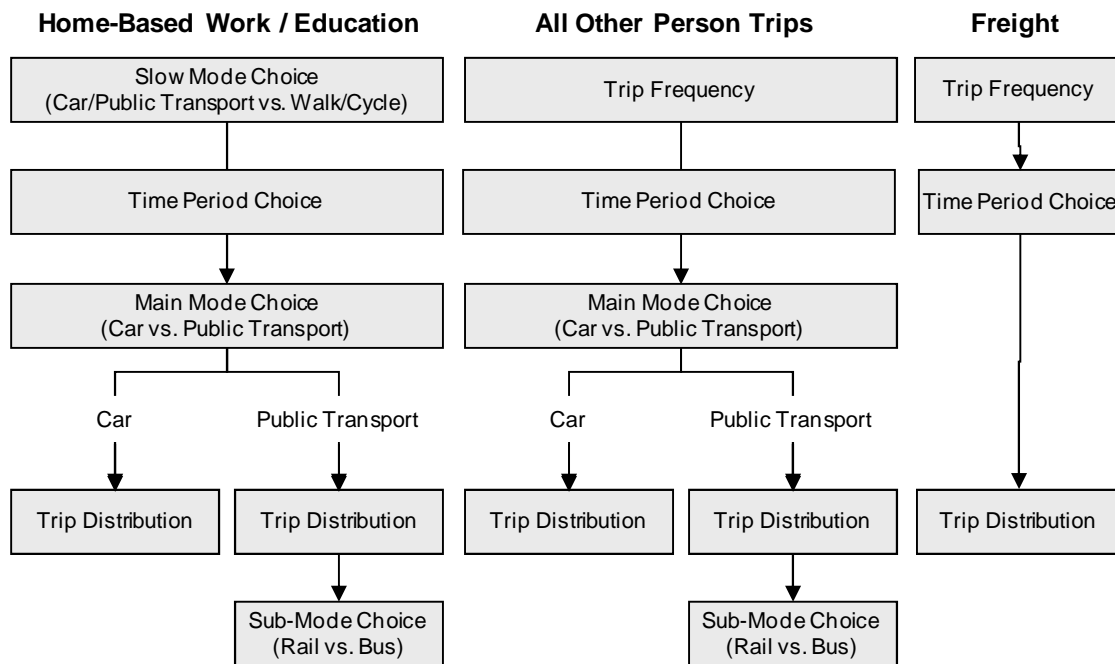 Home-Based Work / Education
All Other Person Trips
Freight
Slow Mode Choice
(Car/Public Transport vs. Walk/Cycle)
Trip Frequency
Trip Frequency
Time Period Choice
Time Period Choice
Time Period Choice
Main Mode Choice
(Car vs. Public Transport)
Main Mode Choice
(Car vs. Public Transport)
Car
Public Transport
Car
Public Transport
Trip Distribution
Trip Distribution
Trip Distribution
Trip Distribution
Trip Distribution
Sub-Mode Choice
(Rail vs. Bus)
Sub-Mode Choice
(Rail vs. Bus)